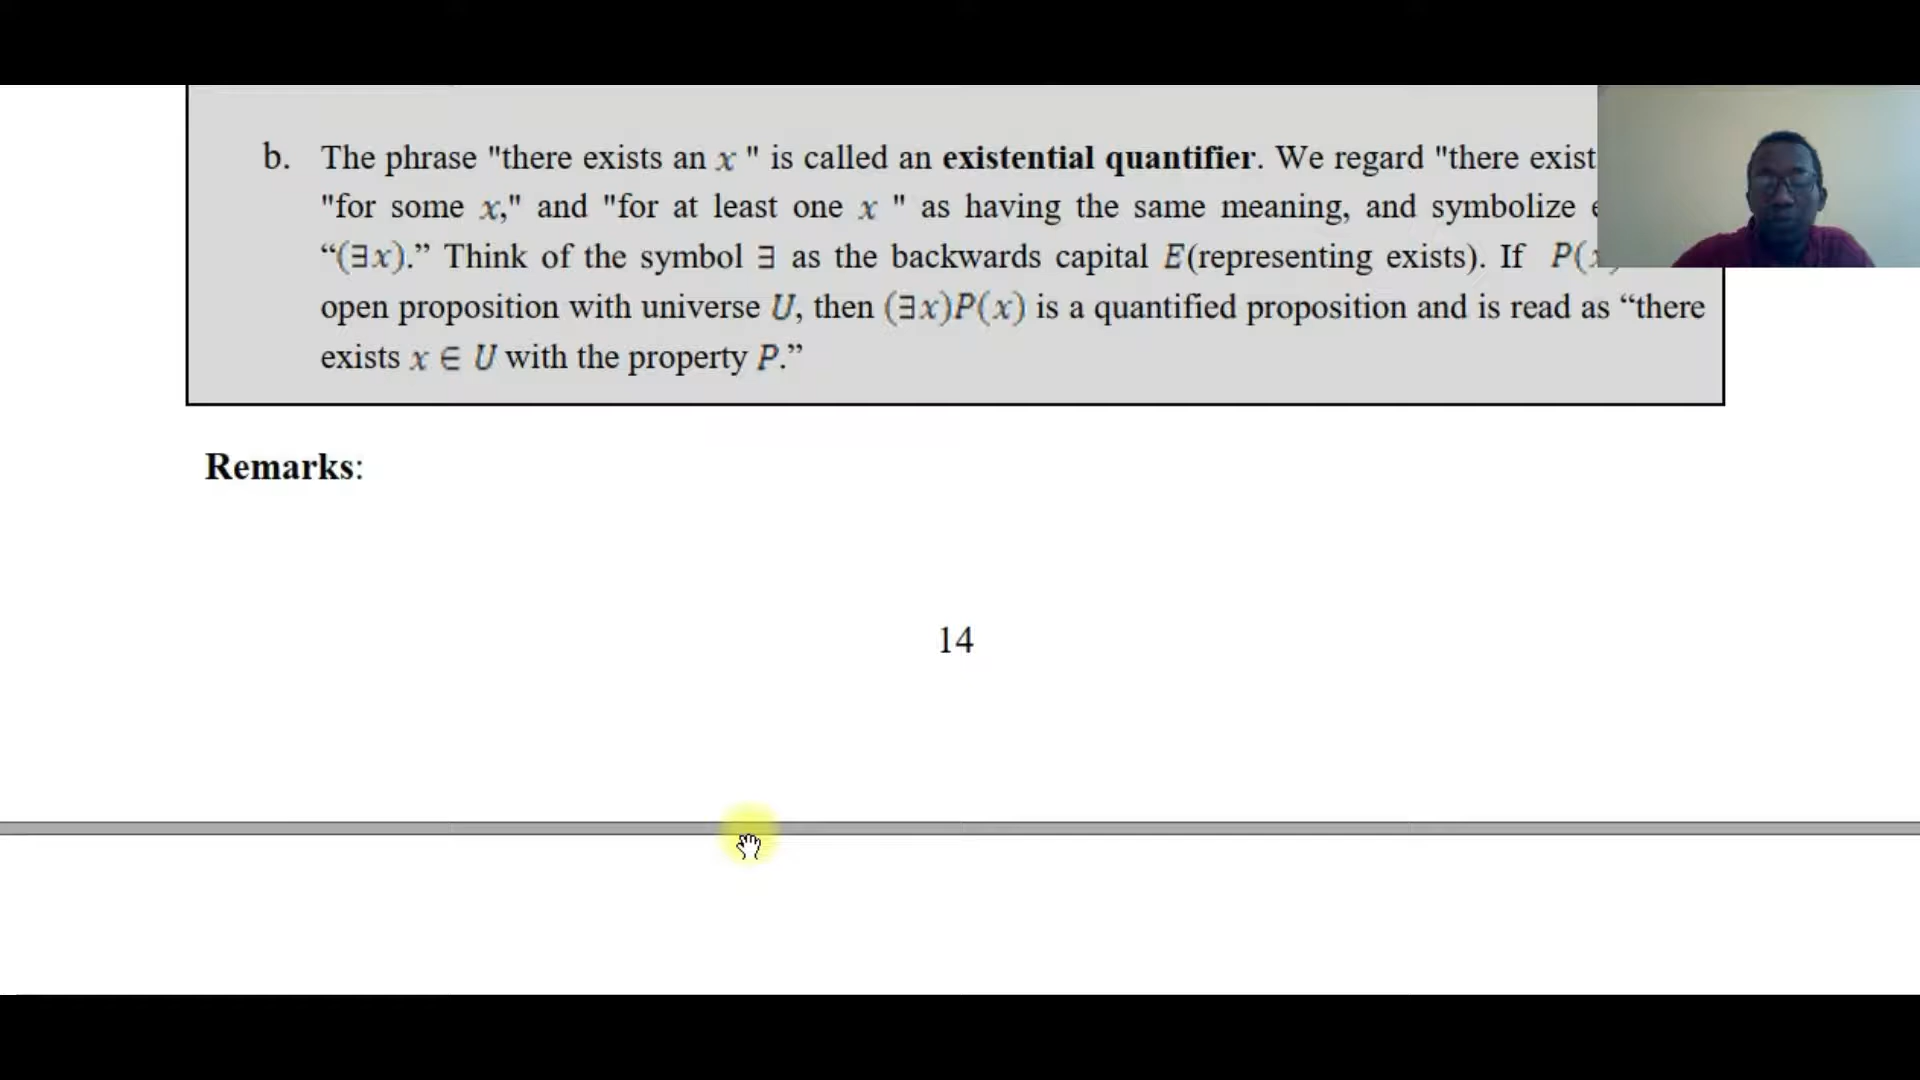 b. The phrase "there exists an x " is called an existential quantifier. We regard "there exist
"for some x," and "for at least one x " as having the same meaning, and symbolize
“(∃x).” Think of the symbol ∃ as the backwards capital E(representing exists). If P(
open proposition with universe U, then (∃x)P(x) is a quantified proposition and is read as “there
exists x ∈ U with the property P.”
Remarks:
14